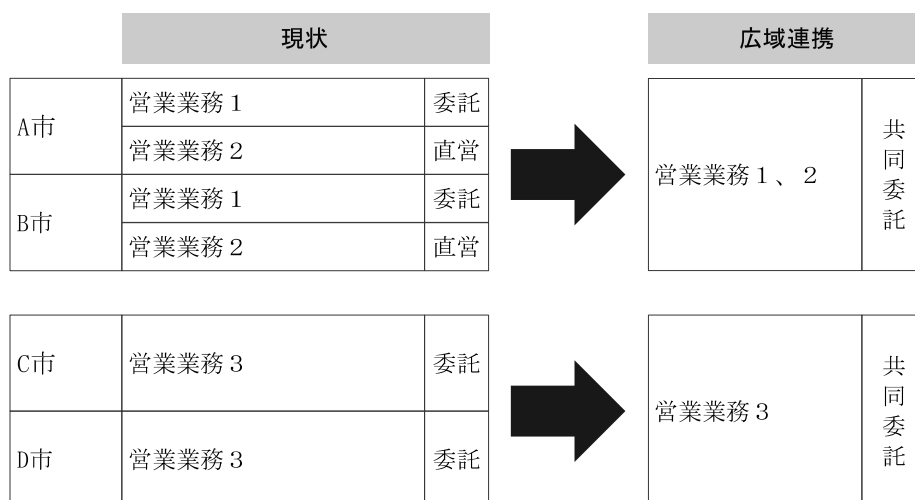 現状
広域連携
A市
営業業務1
委託
営業業務2
直営
B市
営業業務1
委託
営業業務2
直営
営業業務1、2
共同委託
C市
営業業務3
委託
D市
営業業務3
委託
営業業務3
共同委託